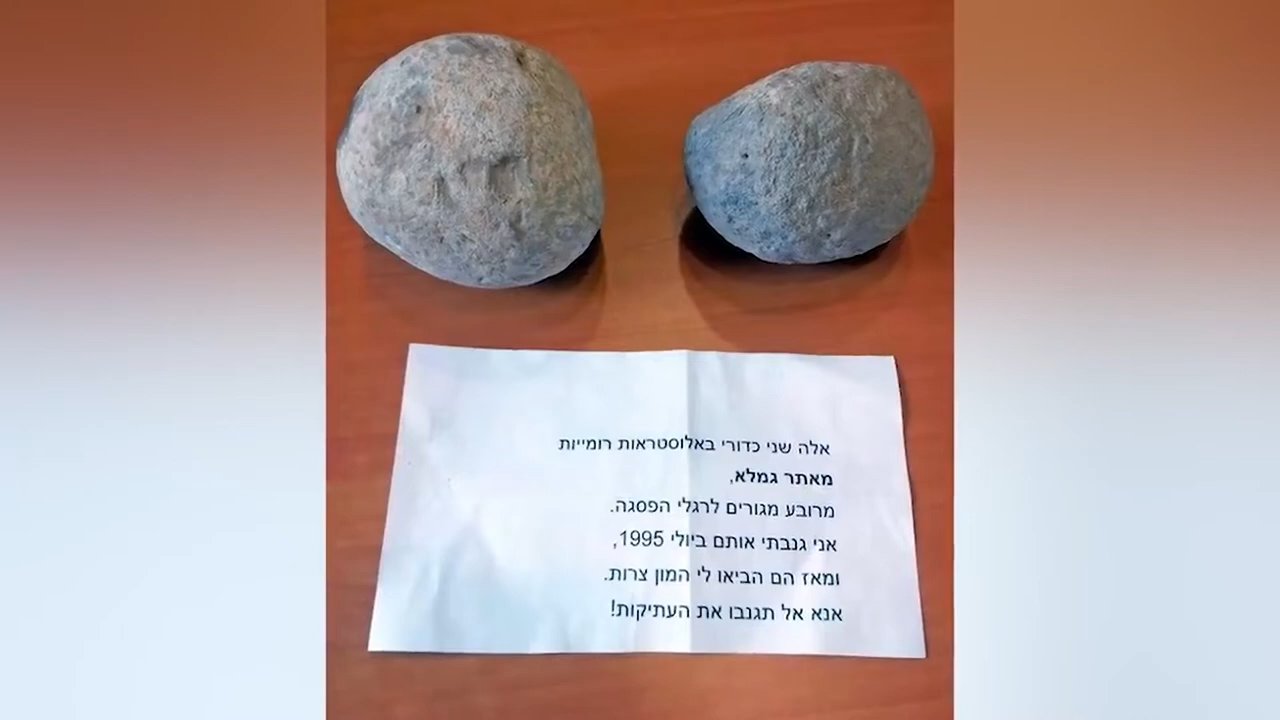 אלה שני כדורי באלוסטראות רומייות
מאתר גמלא,
מרובע מגורים לרגלי הפסגה.
אני גנבתי אותם ביולי 1995,
ומאז הם הביאו לי המון צרות.
אנא אל תגנבו את העתיקות!